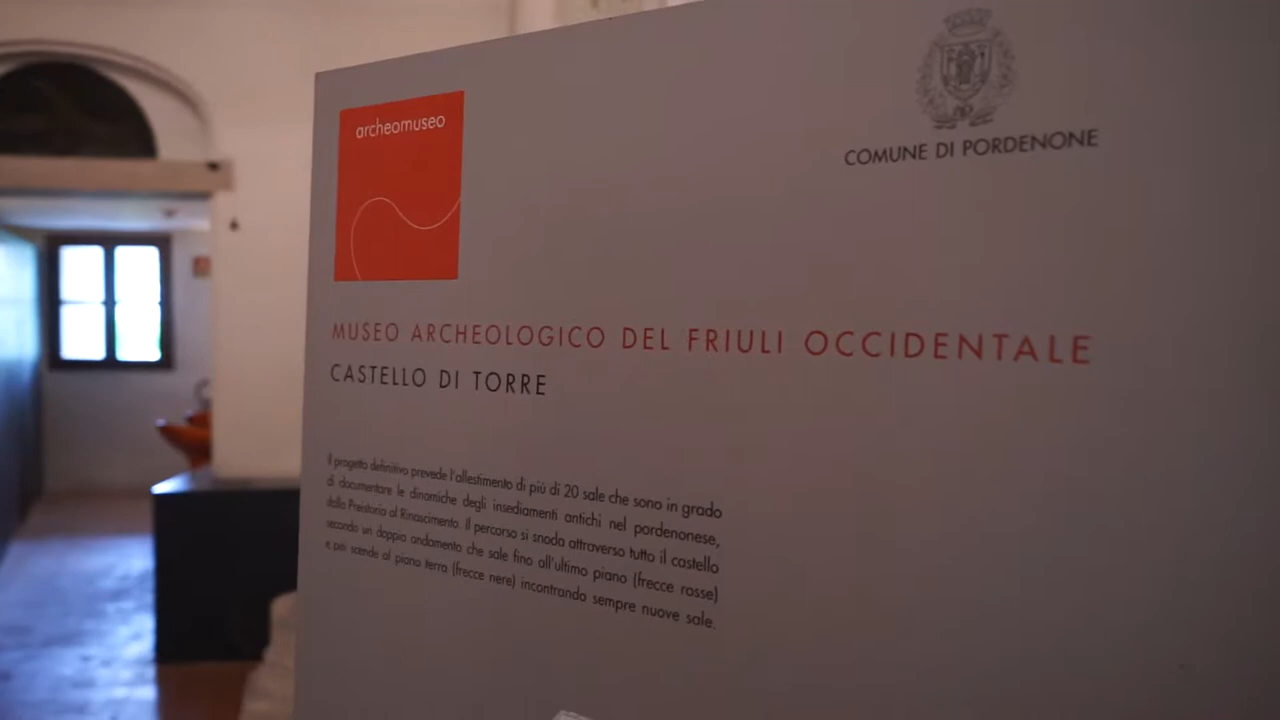 archeomuseo
COMUNE DI PORDENONE
MUSEO ARCHEOLOGICO DEL FRIULI OCCIDENTALE
CASTELLO DI TORRE
Il progetto definitivo prevede l'allestimento di più di 20 sale che sono in grado
di documentare le dinamiche degli insediamenti antichi nel pordenonese,
dalla Preistoria al Rinascimento. Il percorso si snoda attraverso tutto il castello
secondo un doppio andamento che sale fino all'ultimo piano (frecce rosse)
e poi scende al piano terra (frecce nere) incontrando sempre nuove sale.